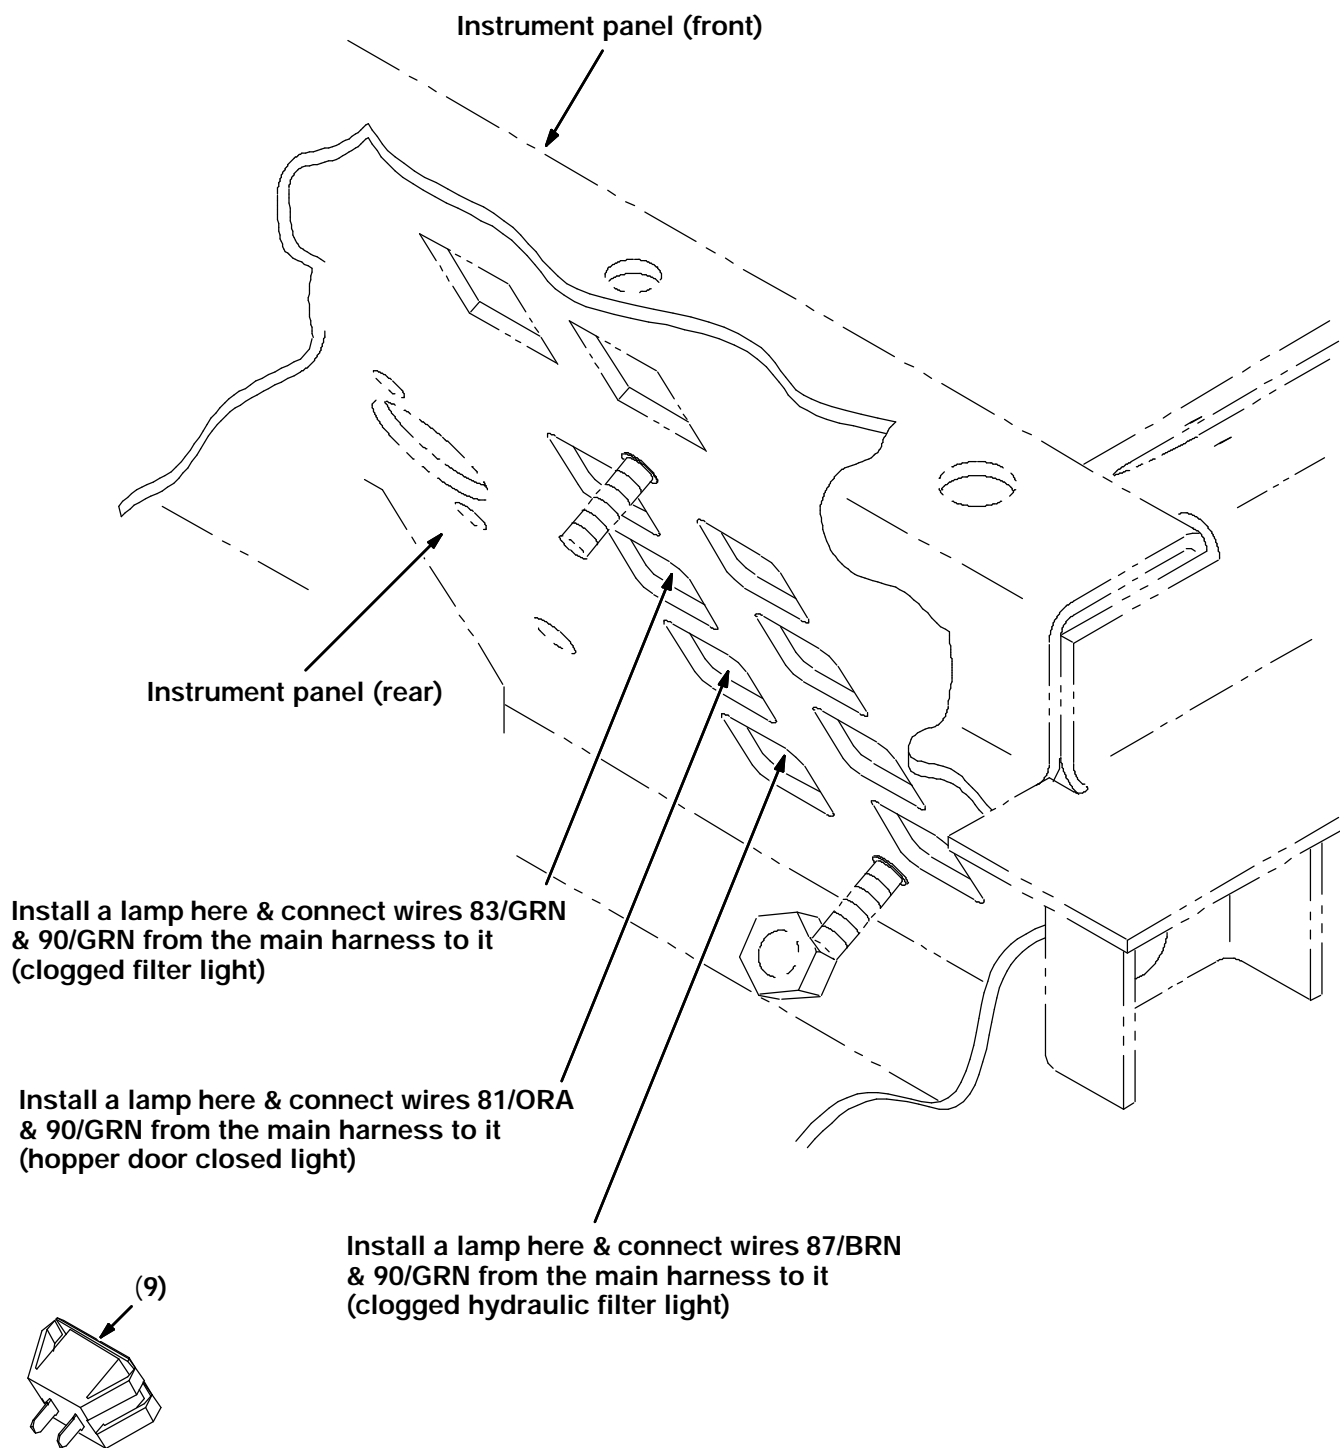 Instrument panel (front)
Instrument panel (rear)
Install a lamp here & connect wires 83/GRN
& 90/GRN from the main harness to it
(clogged filter light)
Install a lamp here & connect wires 81/ORA
& 90/GRN from the main harness to it
(hopper door closed light)
Install a lamp here & connect wires 87/BRN
& 90/GRN from the main harness to it
(clogged hydraulic filter light)
(9)